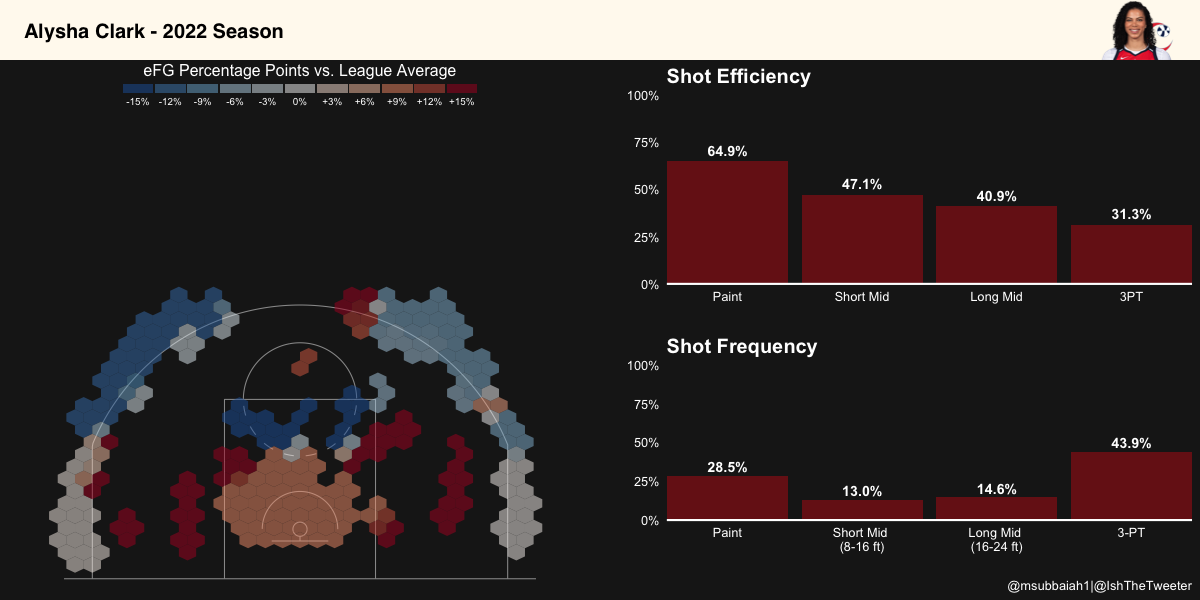 Alysha Clark - 2022 Season
eFG Percentage Points vs. League Average
-15% -12% -9% -6% -3% 0% +3% +6% +9% +12% +15%
Shot Efficiency
100%
75%
50%
25%
0%
64.9%
47.1%
40.9%
31.3%
Paint Short Mid Long Mid 3PT
Shot Frequency
100%
75%
50%
25%
0%
28.5%
13.0%
14.6%
43.9%
Paint Short Mid Long Mid 3-PT
(8-16 ft) (16-24 ft)
@msubbaiah1|@IshTheTweeter